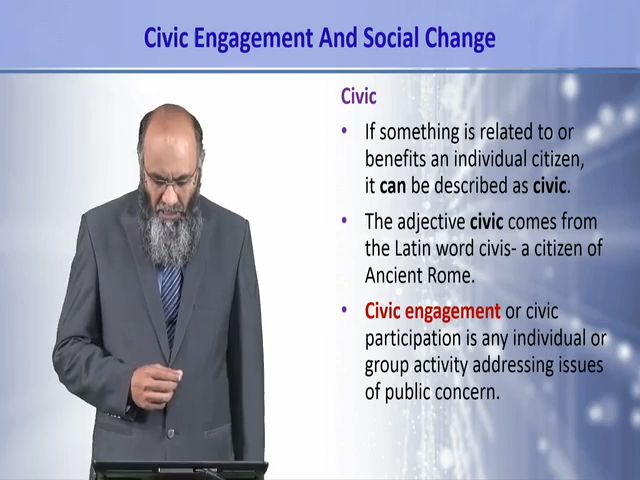 Civic Engagement And Social Change
Civic
• If something is related to or
benefits an individual citizen,
it can be described as civic.
• The adjective civic comes from
the Latin word civis- a citizen of
Ancient Rome.
• Civic engagement or civic
participation is any individual or
group activity addressing issues
of public concern.